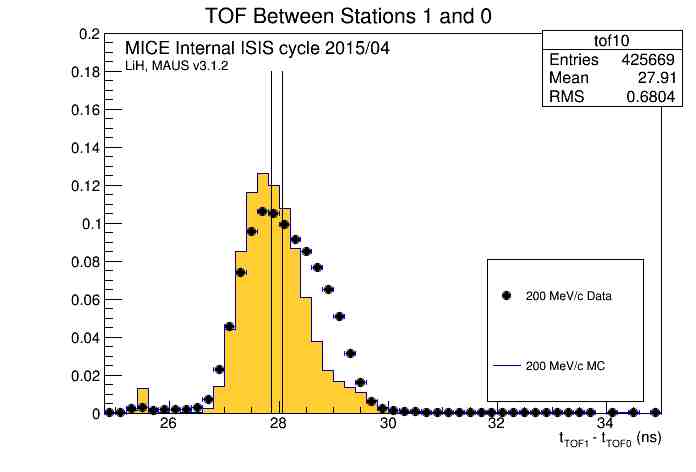 TOF Between Stations 1 and 0
MICE Internal ISIS cycle 2015/04
LiH, MAUS v3.1.2
tof10
Entries 425669
Mean 27.91
RMS 0.6804
0.2
0.18
0.16
0.14
0.12
0.1
0.08
0.06
0.04
0.02
0
200 MeV/c Data
200 MeV/c MC
26 28 30 32 34
tTOF1 - tTOF0 (ns)